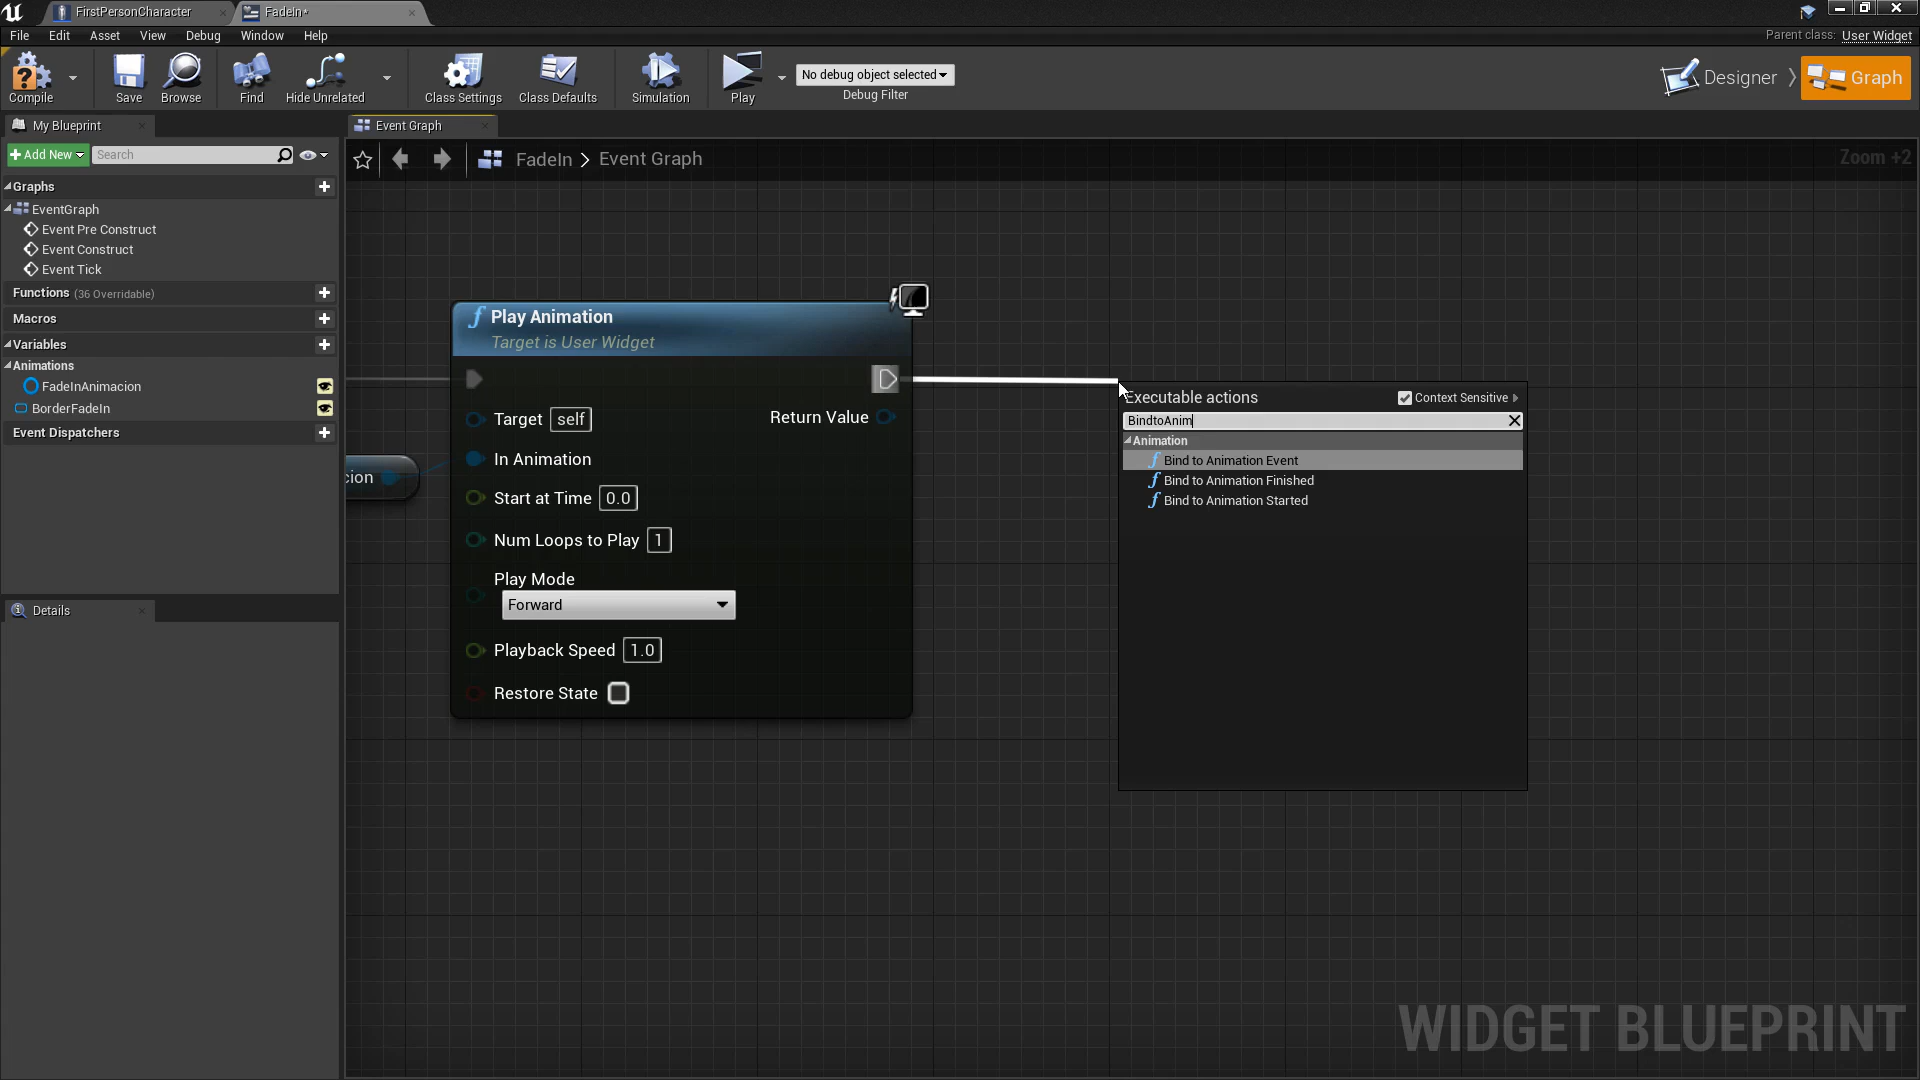 FirstPersonCharacter
FadeIn*
File Edit Asset View Debug Window Help
Parent class: User Widget
Compile
Save
Browse
Find
Hide Unrelated
Class Settings
Class Defaults
Simulation
Play
No debug object selected
Debug Filter
Designer
Graph
My Blueprint
Event Graph
Add New
Search
FadeIn > Event Graph
Zoom +2
Graphs
EventGraph
Event Pre Construct
Event Construct
Event Tick
Functions (36 Overridable)
Macros
Variables
Animations
FadeInAnimacion
BorderFadeIn
Event Dispatchers
Details
Play Animation
Target is User Widget
Target self
Return Value
In Animation
cion
Start at Time 0.0
Num Loops to Play 1
Play Mode
Forward
Playback Speed 1.0
Restore State
Executable actions
Context Sensitive
BindtoAnim
Animation
Bind to Animation Event
Bind to Animation Finished
Bind to Animation Started
WIDGET BLUEPRINT